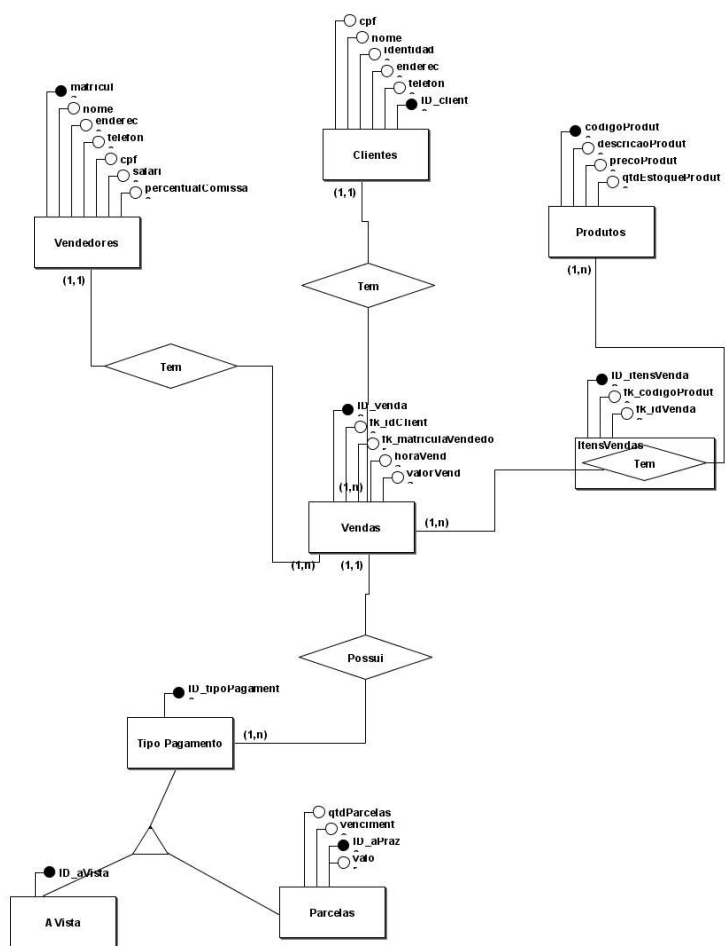 cpf
nome
identidad
enderec
telefon
ID_client
Clientes
(1,1)
matricul
nome
enderec
telefon
cpf
salari
percentualComissa
Vendedores
(1,1)
codigoProdut
descricaoProdut
precoProdut
qtdEstoqueProdut
Produtos
(1,n)
Tem
Tem
ID_itensVenda
fk_codigoProdut
fk_idVenda
ItensVendas
Tem
ID_venda
fk_idClient
fk_matriculaVendedo
horaVend
valorVend
(1,n)
Vendas
(1,n)
(1,n)
(1,1)
Possui
ID_tipoPagament
Tipo Pagamento
(1,n)
qtdParcelas
venciment
ID_aPraz
valo
Parcelas
ID_aVista
A Vista